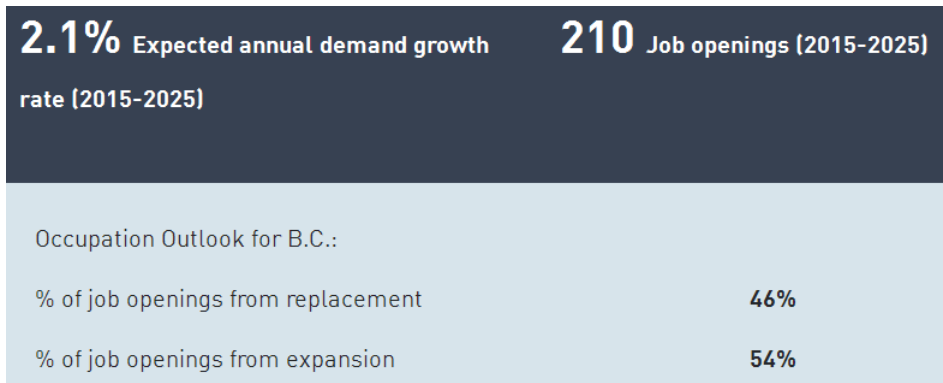 2.1% Expected annual demand growth
rate (2015-2025)
210 Job openings (2015-2025)
Occupation Outlook for B.C.:
% of job openings from replacement 46%
% of job openings from expansion 54%